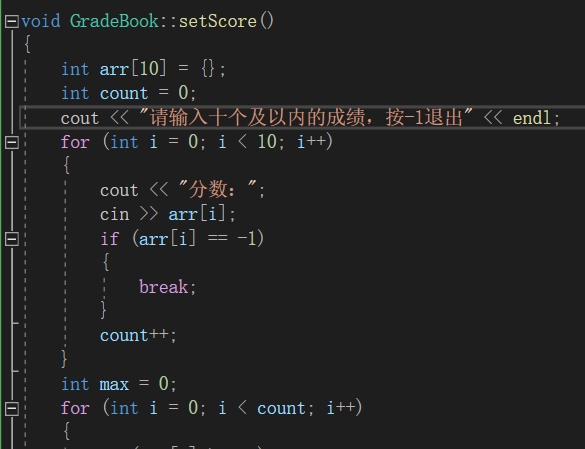 void GradeBook::setScore()
{
int arr[10] = {};
int count = 0;
cout << "请输入十个及以内的成绩，按-1退出" << endl;
for (int i = 0; i < 10; i++)
{
cout << "分数：";
cin >> arr[i];
if (arr[i] == -1)
{
break;
}
count++;
}
int max = 0;
for (int i = 0; i < count; i++)
{